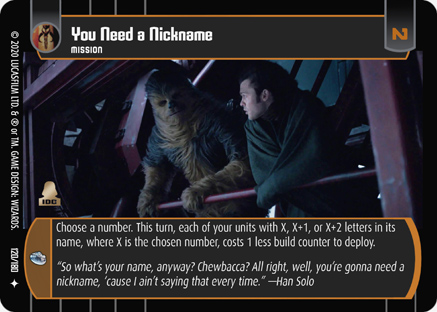 You Need a Nickname
MISSION
N
© 2020 LUCASFILM LTD. & ® or TM. GAME DESIGN: WIZARDS.
120/180
IDC
Choose a number. This turn, each of your units with X, X+1, or X+2 letters in its
name, where X is the chosen number, costs 1 less build counter to deploy.
“So what's your name, anyway? Chewbacca? All right, well, you're gonna need a
nickname, 'cause I ain't saying that every time.” —Han Solo